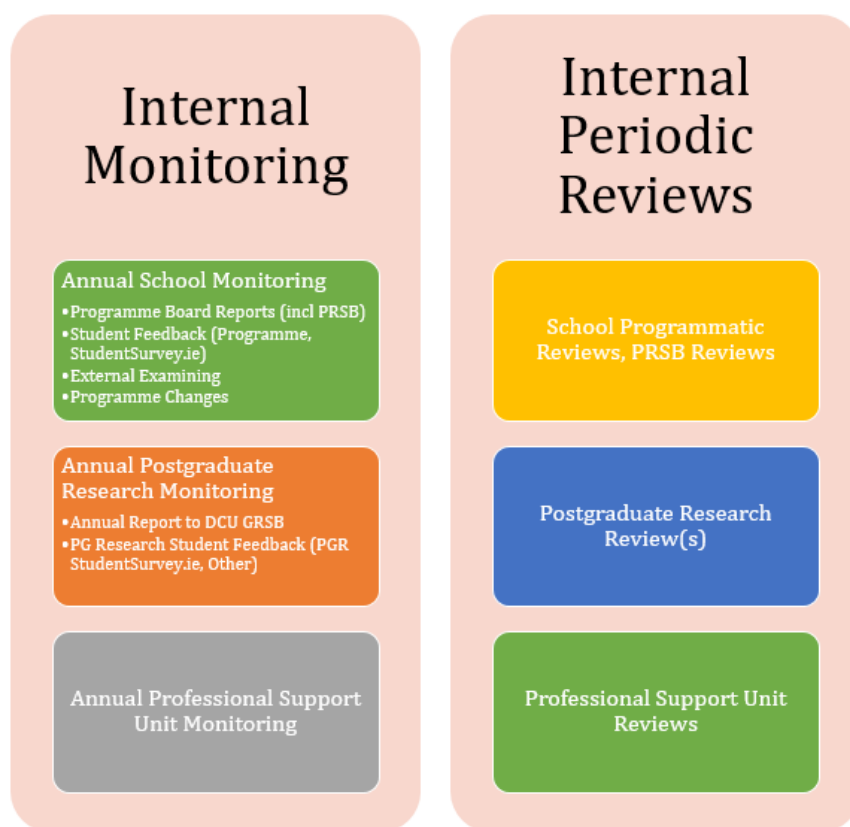 Internal
Monitoring
Annual School Monitoring
•Programme Board Reports (incl PRSB)
•Student Feedback (Programme,
StudentSurvey.ie)
•External Examining
•Programme Changes
Annual Postgraduate
Research Monitoring
•Annual Report to DCU GRSB
•PG Research Student Feedback (PGR
StudentSurvey.ie, Other)
Annual Professional Support
Unit Monitoring
Internal
Periodic
Reviews
School Programmatic
Reviews, PRSB Reviews
Postgraduate Research
Review(s)
Professional Support Unit
Reviews